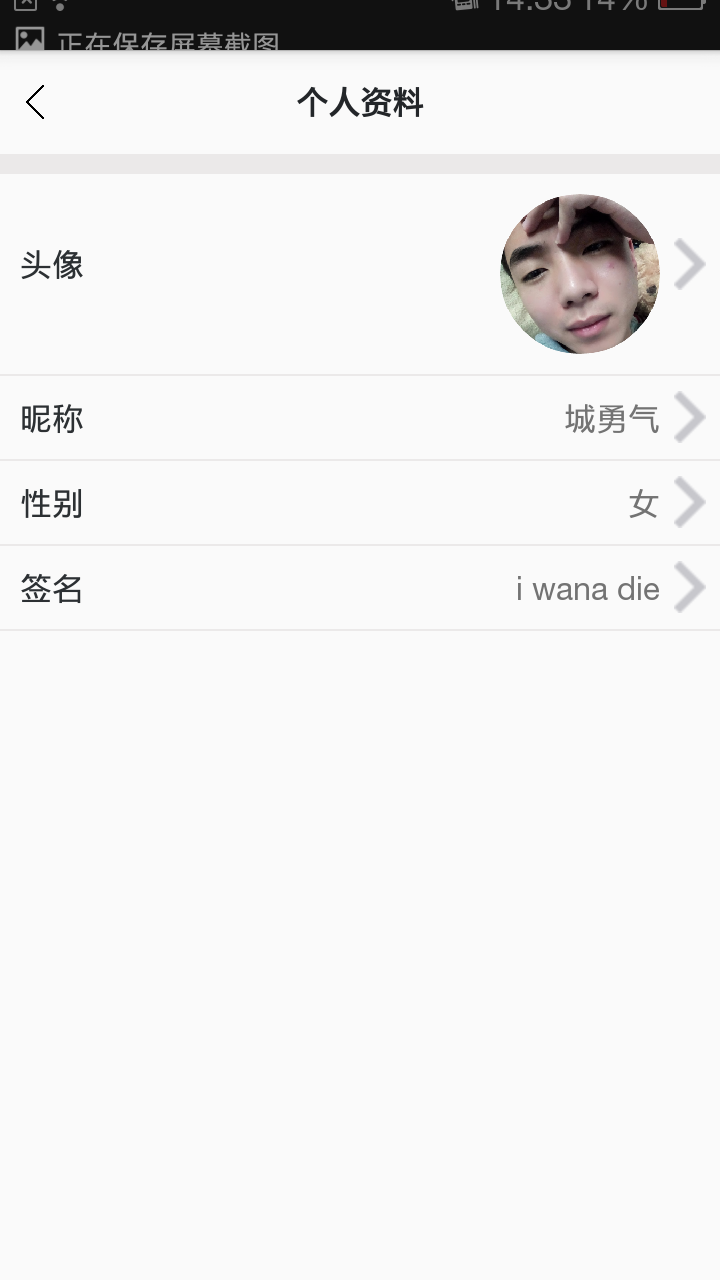 14:33 14%
正在保存屏幕截图
个人资料
头像
昵称 城勇气
性别 女
签名 i wana die